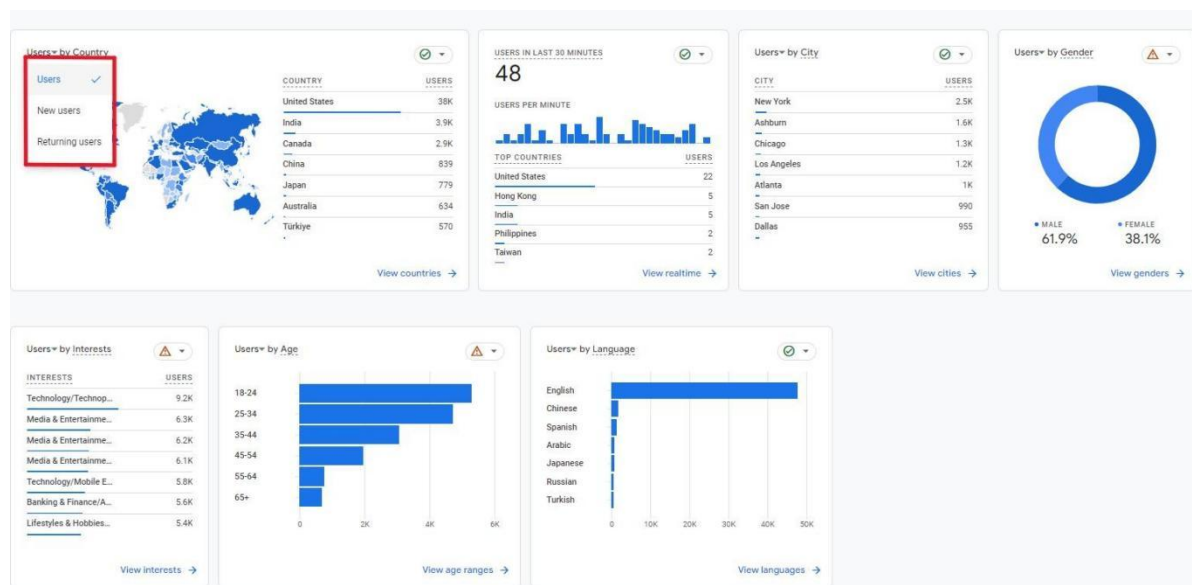 Users by Country
Users
New users
Returning users
COUNTRY USERS
United States 38K
India 3.9K
Canada 2.9K
China 839
Japan 779
Australia 634
Türkiye 570
View countries →
USERS IN LAST 30 MINUTES
48
USERS PER MINUTE
TOP COUNTRIES USERS
United States 22
Hong Kong 5
India 5
Philippines 2
Taiwan 2
View realtime →
Users by City
CITY USERS
New York 2.5K
Ashburn 1.6K
Chicago 1.3K
Los Angeles 1.2K
Atlanta 1K
San Jose 990
Dallas 955
View cities →
Users by Gender
MALE FEMALE
61.9% 38.1%
View genders →
Users by Interests
INTERESTS USERS
Technology/Technop... 9.2K
Media & Entertainme... 6.3K
Media & Entertainme... 6.2K
Media & Entertainme... 6.1K
Technology/Mobile E... 5.8K
Banking & Finance/A... 5.6K
Lifestyles & Hobbies... 5.4K
View interests →
Users by Age
18-24
25-34
35-44
45-54
55-64
65+
0 2K 4K 6K
View age ranges →
Users by Language
English
Chinese
Spanish
Arabic
Japanese
Russian
Turkish
0 10K 20K 30K 40K 50K
View languages →